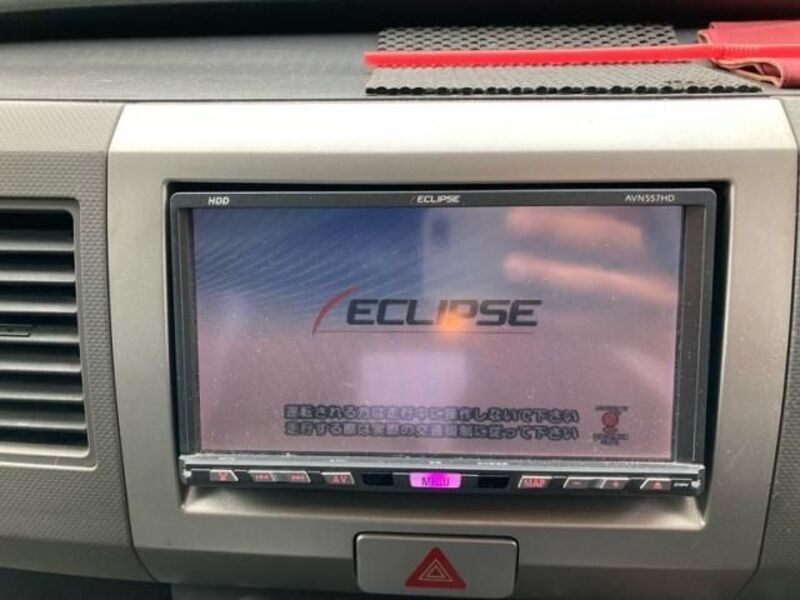 HDD ECLIPSE AVN557HD
ECLIPSE
運転される方は走行中に操作しないで下さい
走行する際は実際の交通規制に従って下さい
AV MAP - +